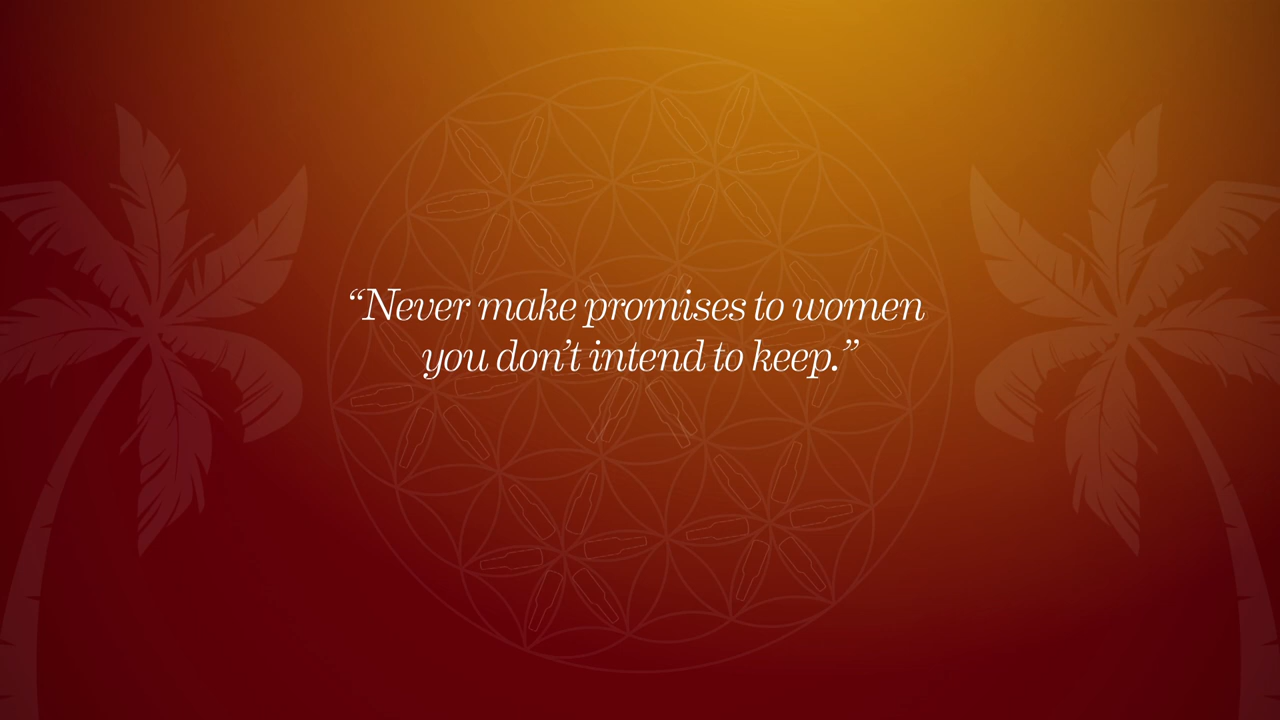 “Never make promises to women
you don’t intend to keep.”